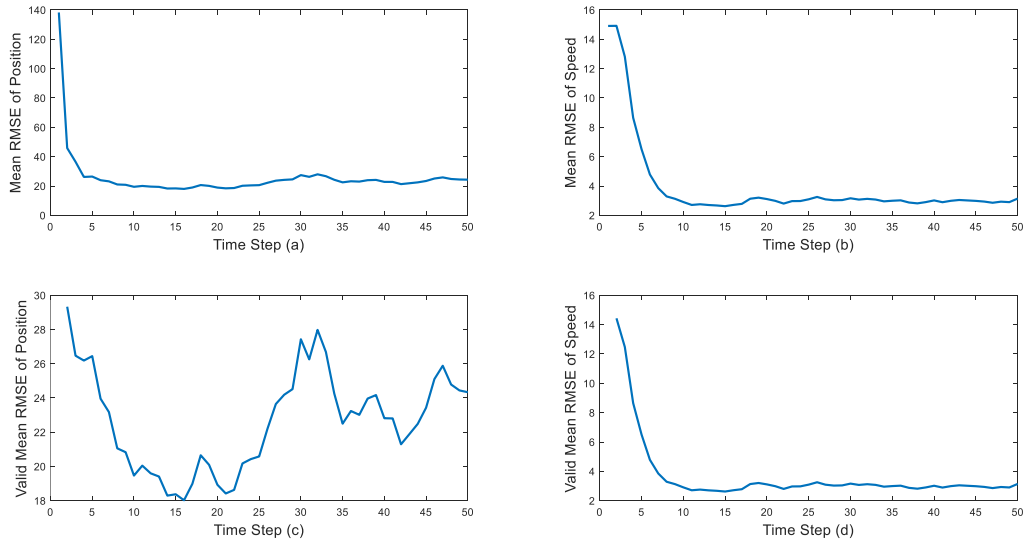 140
120
100
80
60
40
20
0
Mean RMSE of Position
0 5 10 15 20 25 30 35 40 45 50
Time Step (a)
16
14
12
10
8
6
4
2
Mean RMSE of Speed
0 5 10 15 20 25 30 35 40 45 50
Time Step (b)
30
28
26
24
22
20
18
Valid Mean RMSE of Position
0 5 10 15 20 25 30 35 40 45 50
Time Step (c)
16
14
12
10
8
6
4
2
Valid Mean RMSE of Speed
0 5 10 15 20 25 30 35 40 45 50
Time Step (d)